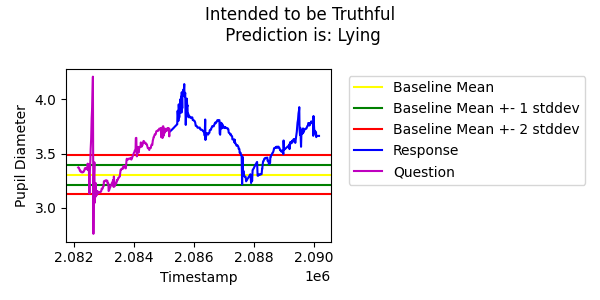 Intended to be Truthful
Prediction is: Lying
Pupil Diameter
4.0
3.5
3.0
2.082
2.084
2.086
2.088
2.090
1e6
Timestamp
Baseline Mean
Baseline Mean +- 1 stddev
Baseline Mean +- 2 stddev
Response
Question